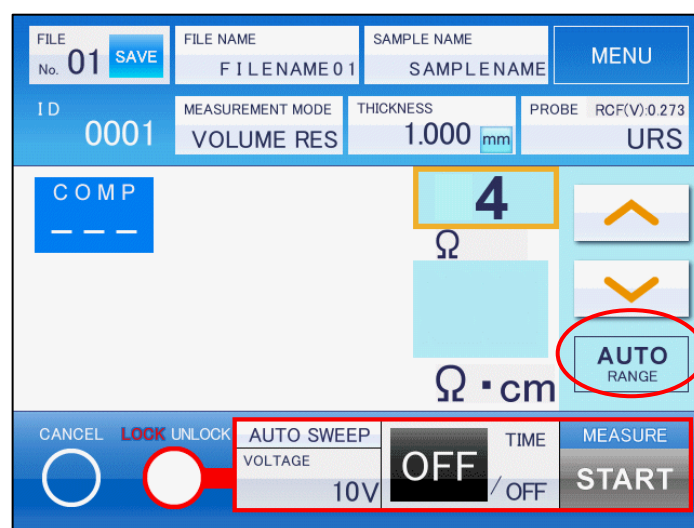 FILE
No. 01 SAVE
FILE NAME
FILENAME01
SAMPLE NAME
SAMPLENAME
MENU
ID
0001
MEASUREMENT MODE
VOLUME RES
THICKNESS
1.000 mm
PROBE RCF(V):0.273
URS
COMP
---
4
Ω
Ω・cm
AUTO
RANGE
CANCEL LOCK UNLOCK
AUTO SWEEP
VOLTAGE
10V
OFF
TIME
/OFF
MEASURE
START